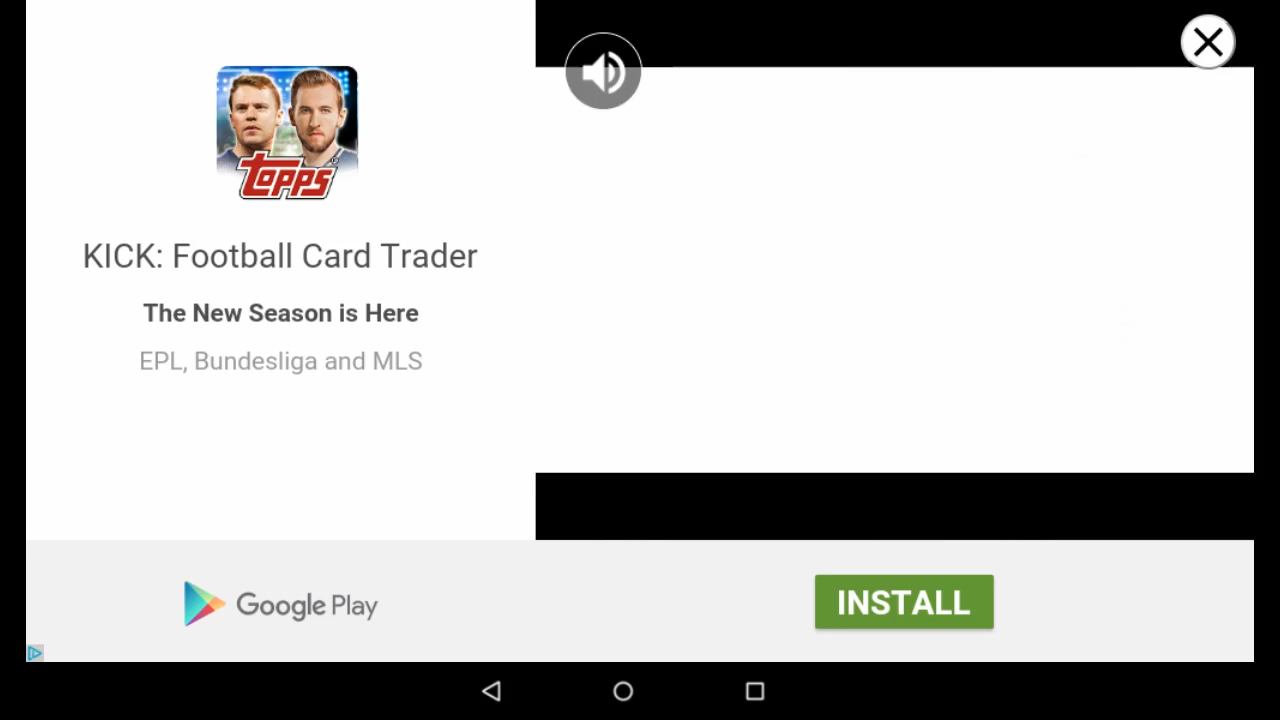 topps
KICK: Football Card Trader
The New Season is Here
EPL, Bundesliga and MLS
Google Play
INSTALL